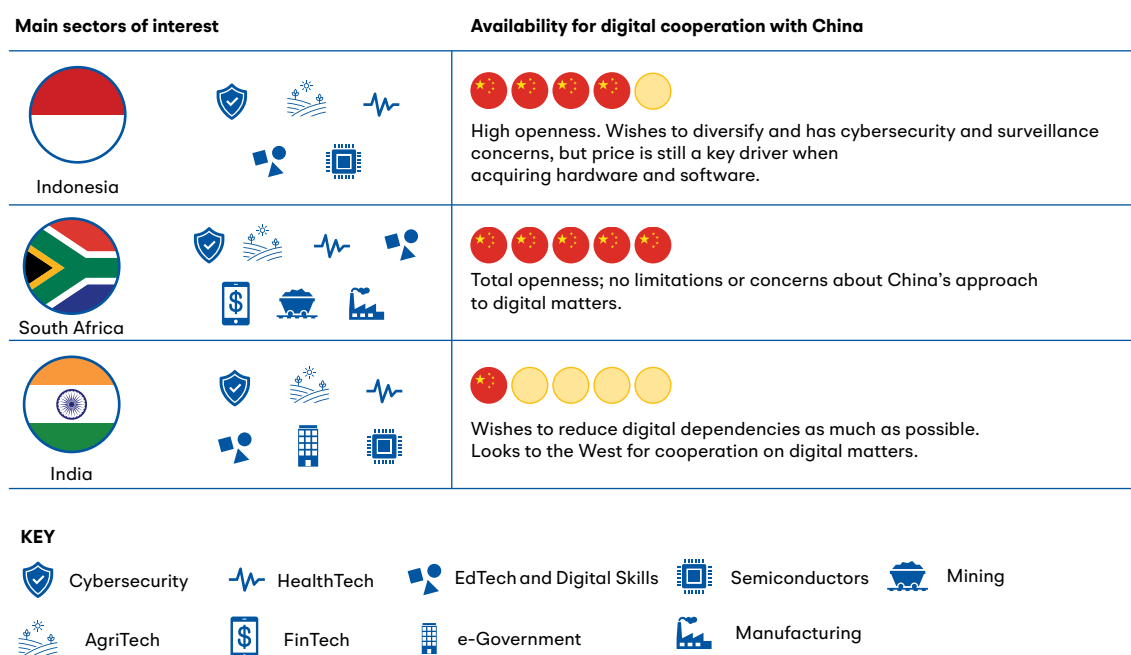 Main sectors of interest
Availability for digital cooperation with China
Indonesia
High openness. Wishes to diversify and has cybersecurity and surveillance
concerns, but price is still a key driver when
acquiring hardware and software.
South Africa
$
Total openness; no limitations or concerns about China’s approach
to digital matters.
India
Wishes to reduce digital dependencies as much as possible.
Looks to the West for cooperation on digital matters.
KEY
Cybersecurity
HealthTech
EdTech and Digital Skills
Semiconductors
Mining
AgriTech
$
FinTech
e-Government
Manufacturing